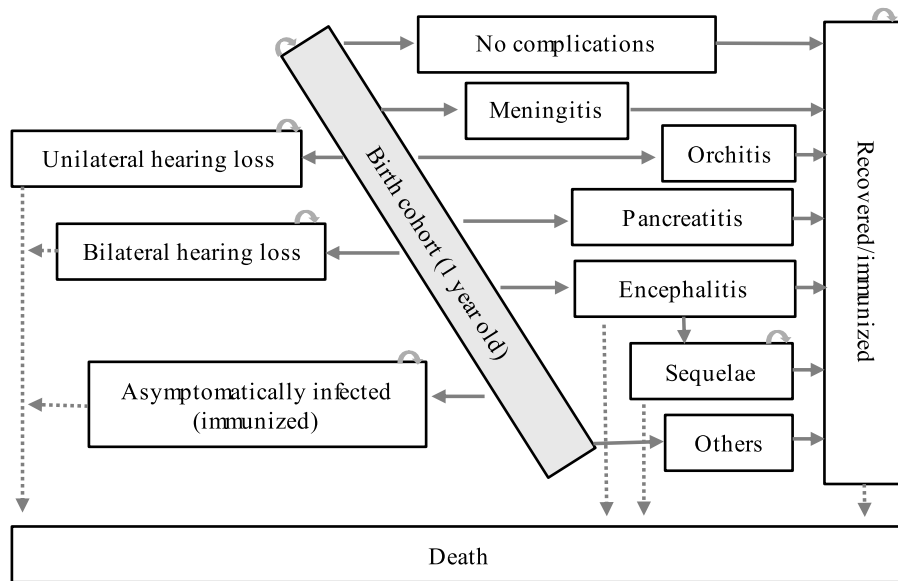 No complications
Meningitis
Unilateral hearing loss
Orchitis
Pancreatitis
Bilateral hearing loss
Birth cohort (1 year old)
Encephalitis
Recovered/immunized
Sequelae
Asymptomatically infected
(immunized)
Others
Death